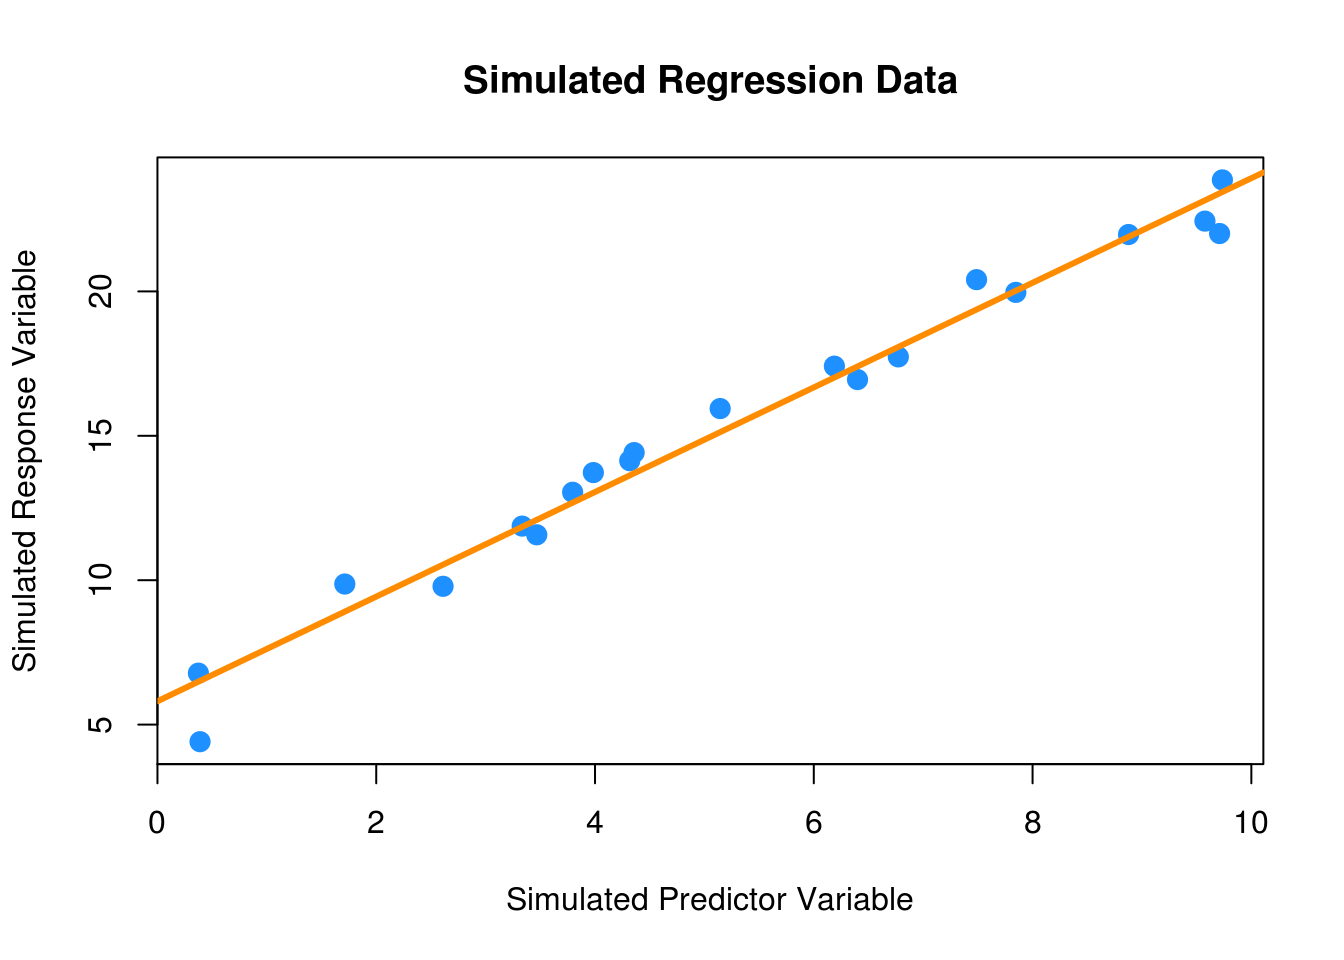 Simulated Regression Data
Simulated Response Variable
20
15
10
5
0 2 4 6 8 10
Simulated Predictor Variable